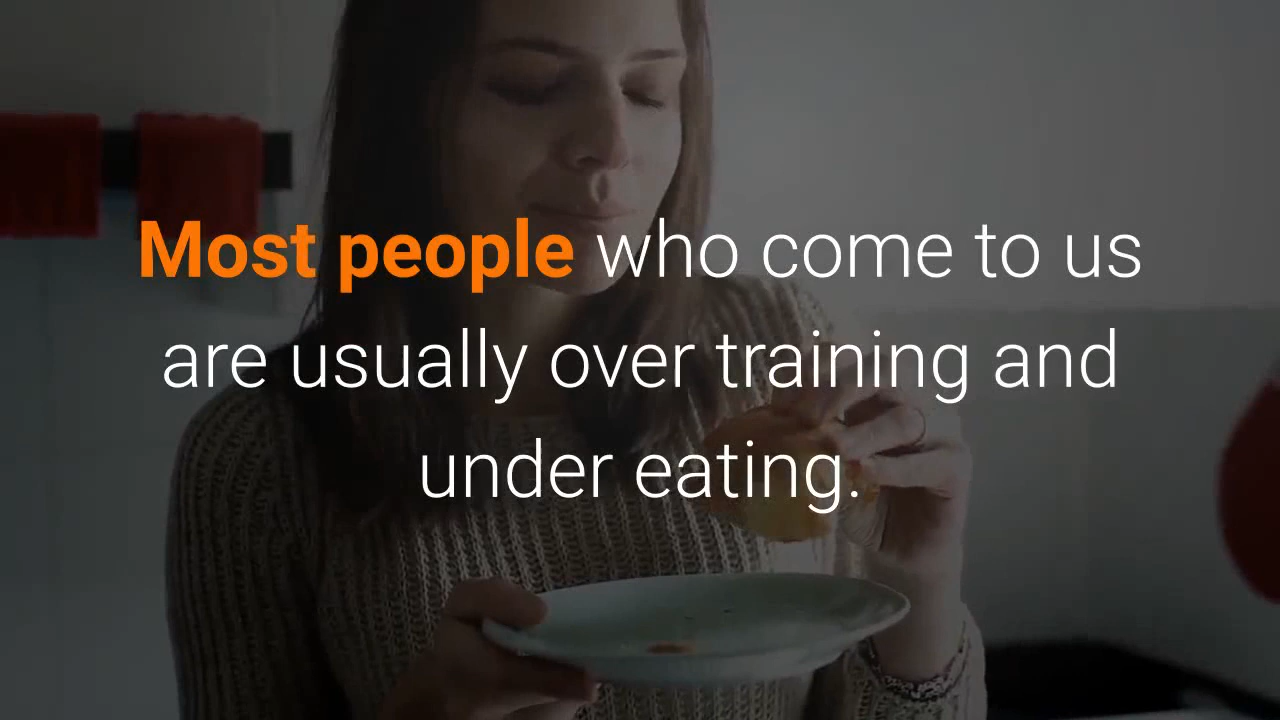 Most people who come to us
are usually over training and
under eating.